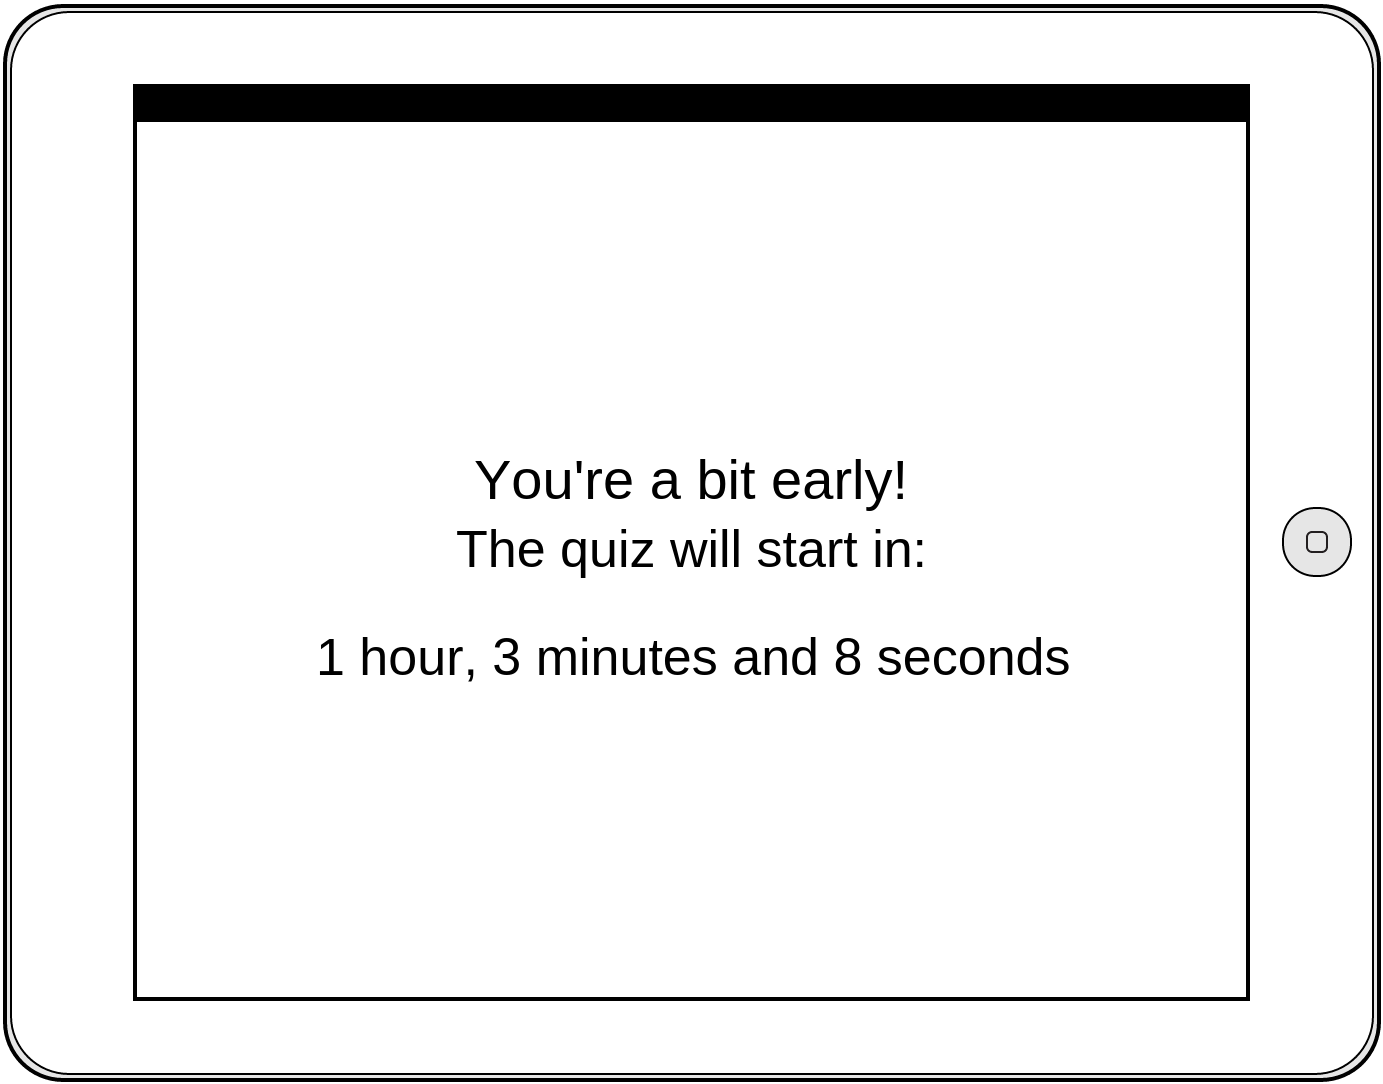 You're a bit early!
The quiz will start in:
1 hour, 3 minutes and 8 seconds